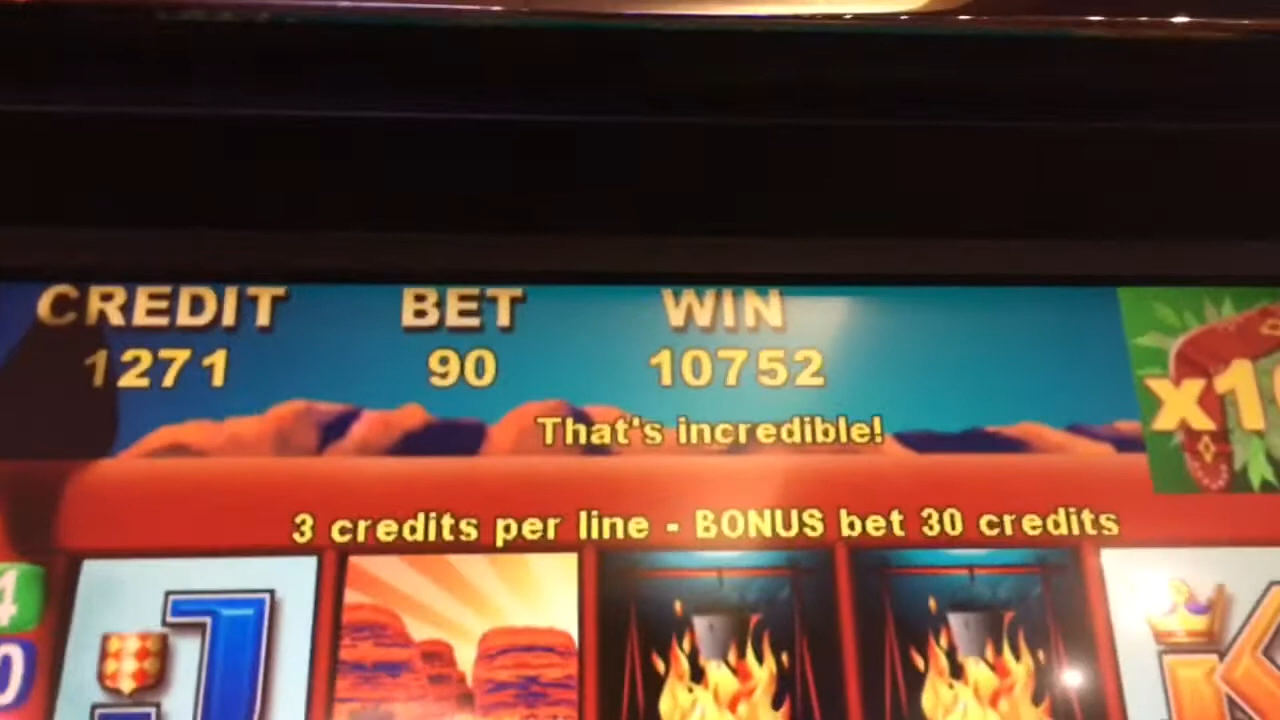 CREDIT BET WIN
1271 90 10752
That's incredible!
3 credits per line - BONUS bet 30 credits
J
K